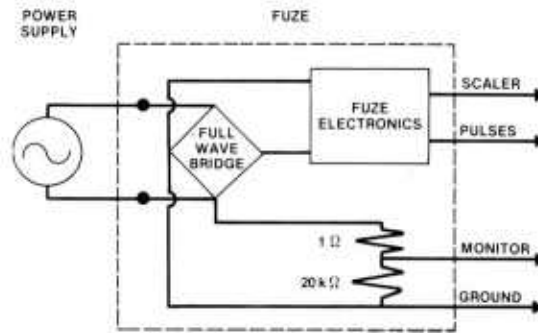 POWER
SUPPLY
FUZE
FULL
WAVE
BRIDGE
FUZE
ELECTRONICS
SCALER
PULSES
1 Ω
20 k Ω
MONITOR
GROUND